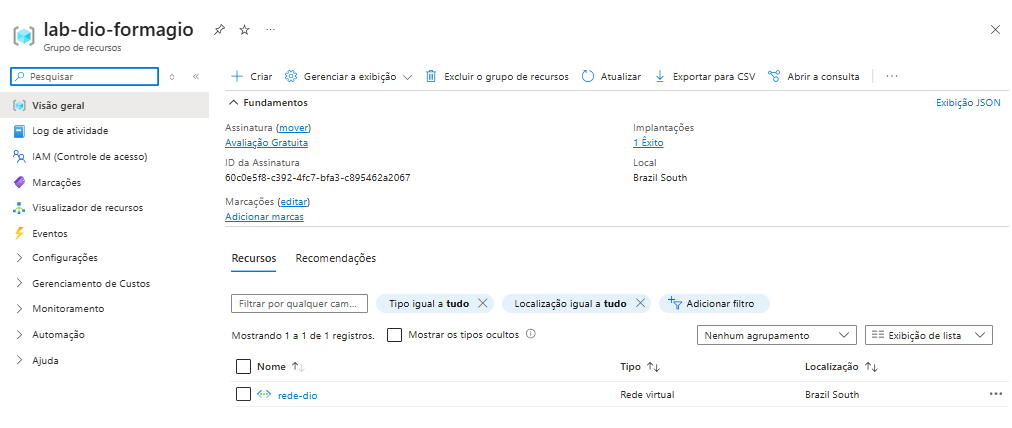 lab-dio-formagio
Grupo de recursos
Pesquisar
Visão geral
Log de atividade
IAM (Controle de acesso)
Marcações
Visualizador de recursos
Eventos
Configurações
Gerenciamento de Custos
Monitoramento
Automação
Ajuda
Criar Gerenciar a exibição Excluir o grupo de recursos Atualizar Exportar para CSV Abrir a consulta
Fundamentos Exibição JSON
Assinatura (mover) Implantações
Avaliação Gratuita 1 Êxito
ID da Assinatura Local
60c0e5f8-c392-4fc7-bfa3-c895462a2067 Brazil South
Marcações (editar)
Adicionar marcas
Recursos Recomendações
Filtrar por qualquer cam... Tipo igual a tudo Localização igual a tudo Adicionar filtro
Mostrando 1 a 1 de 1 registros. Mostrar os tipos ocultos Nenhum agrupamento Exibição de lista
Nome Tipo Localização
rede-dio Rede virtual Brazil South